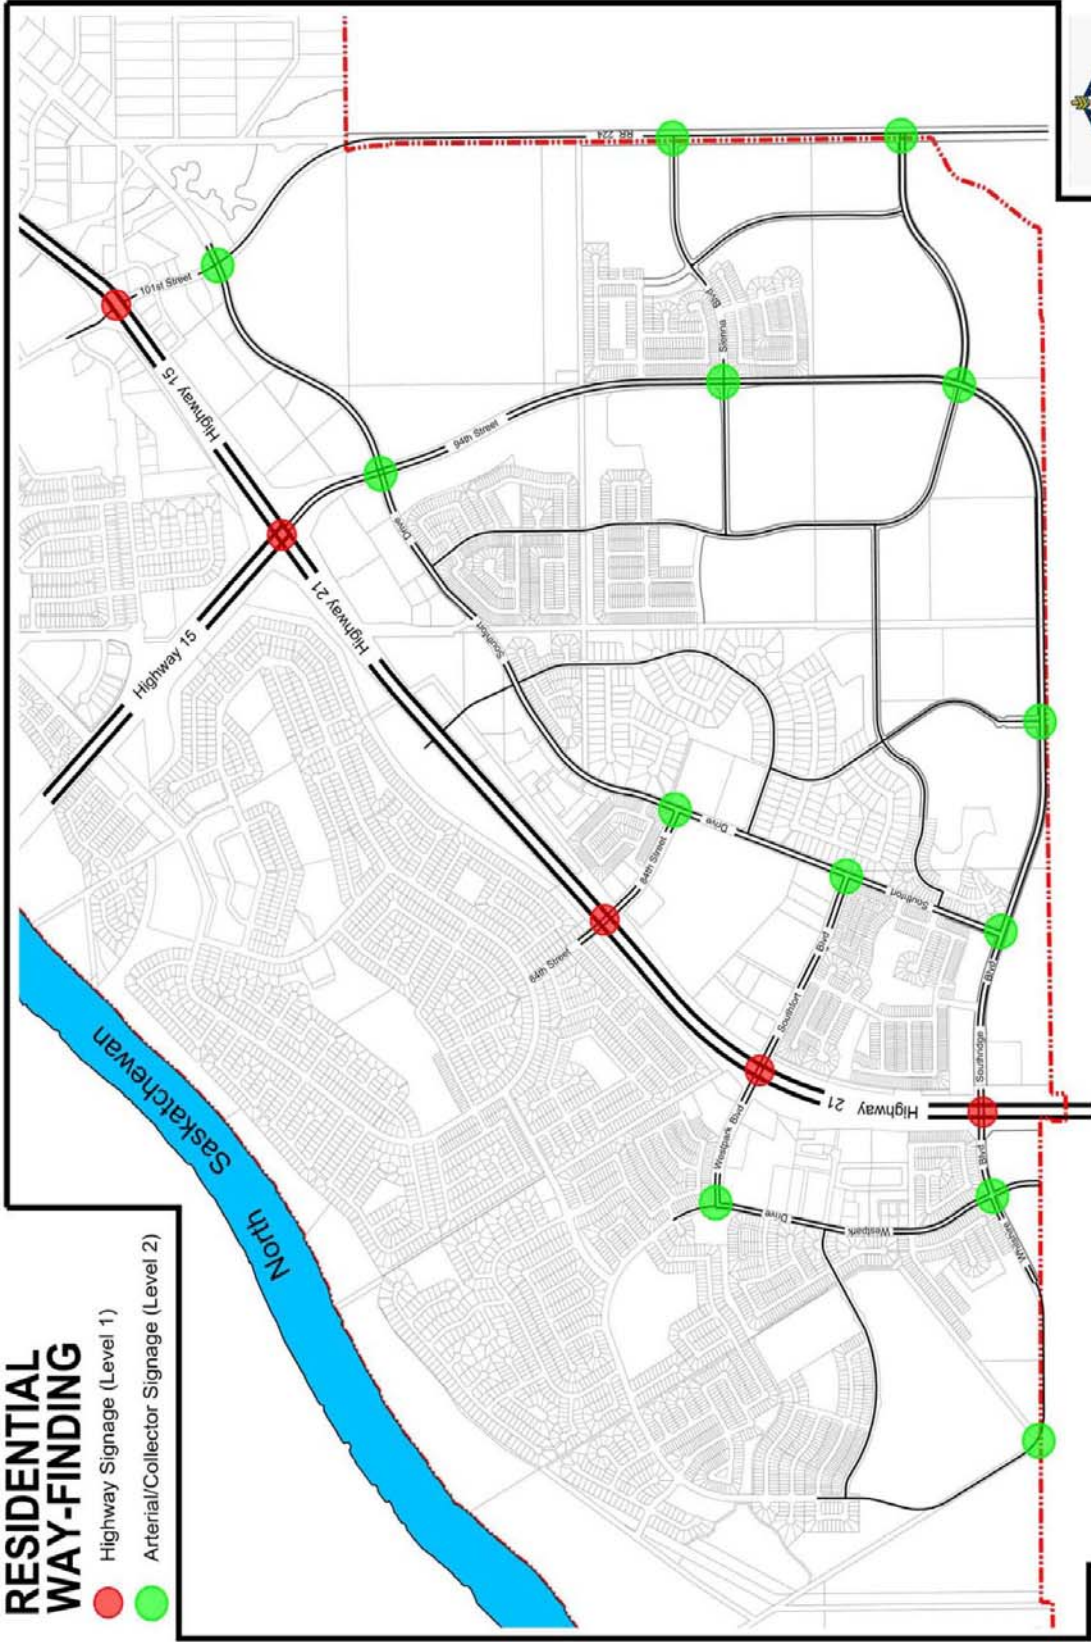 RESIDENTIAL
WAY-FINDING
Highway Signage (Level 1)
Arterial/Collector Signage (Level 2)
North
Saskatchewan
Highway 15
Highway 15
Highway 21
Highway
Highway 21
101st Street
RR 224
94th Street
Sienna
Blvd
Drive
Southfort
84th Street
84th Street
Drive
Southfort
Southfort
Blvd
Westpark Blvd
Southridge
Blvd
Blvd
Wilshire
Westpark
Drive